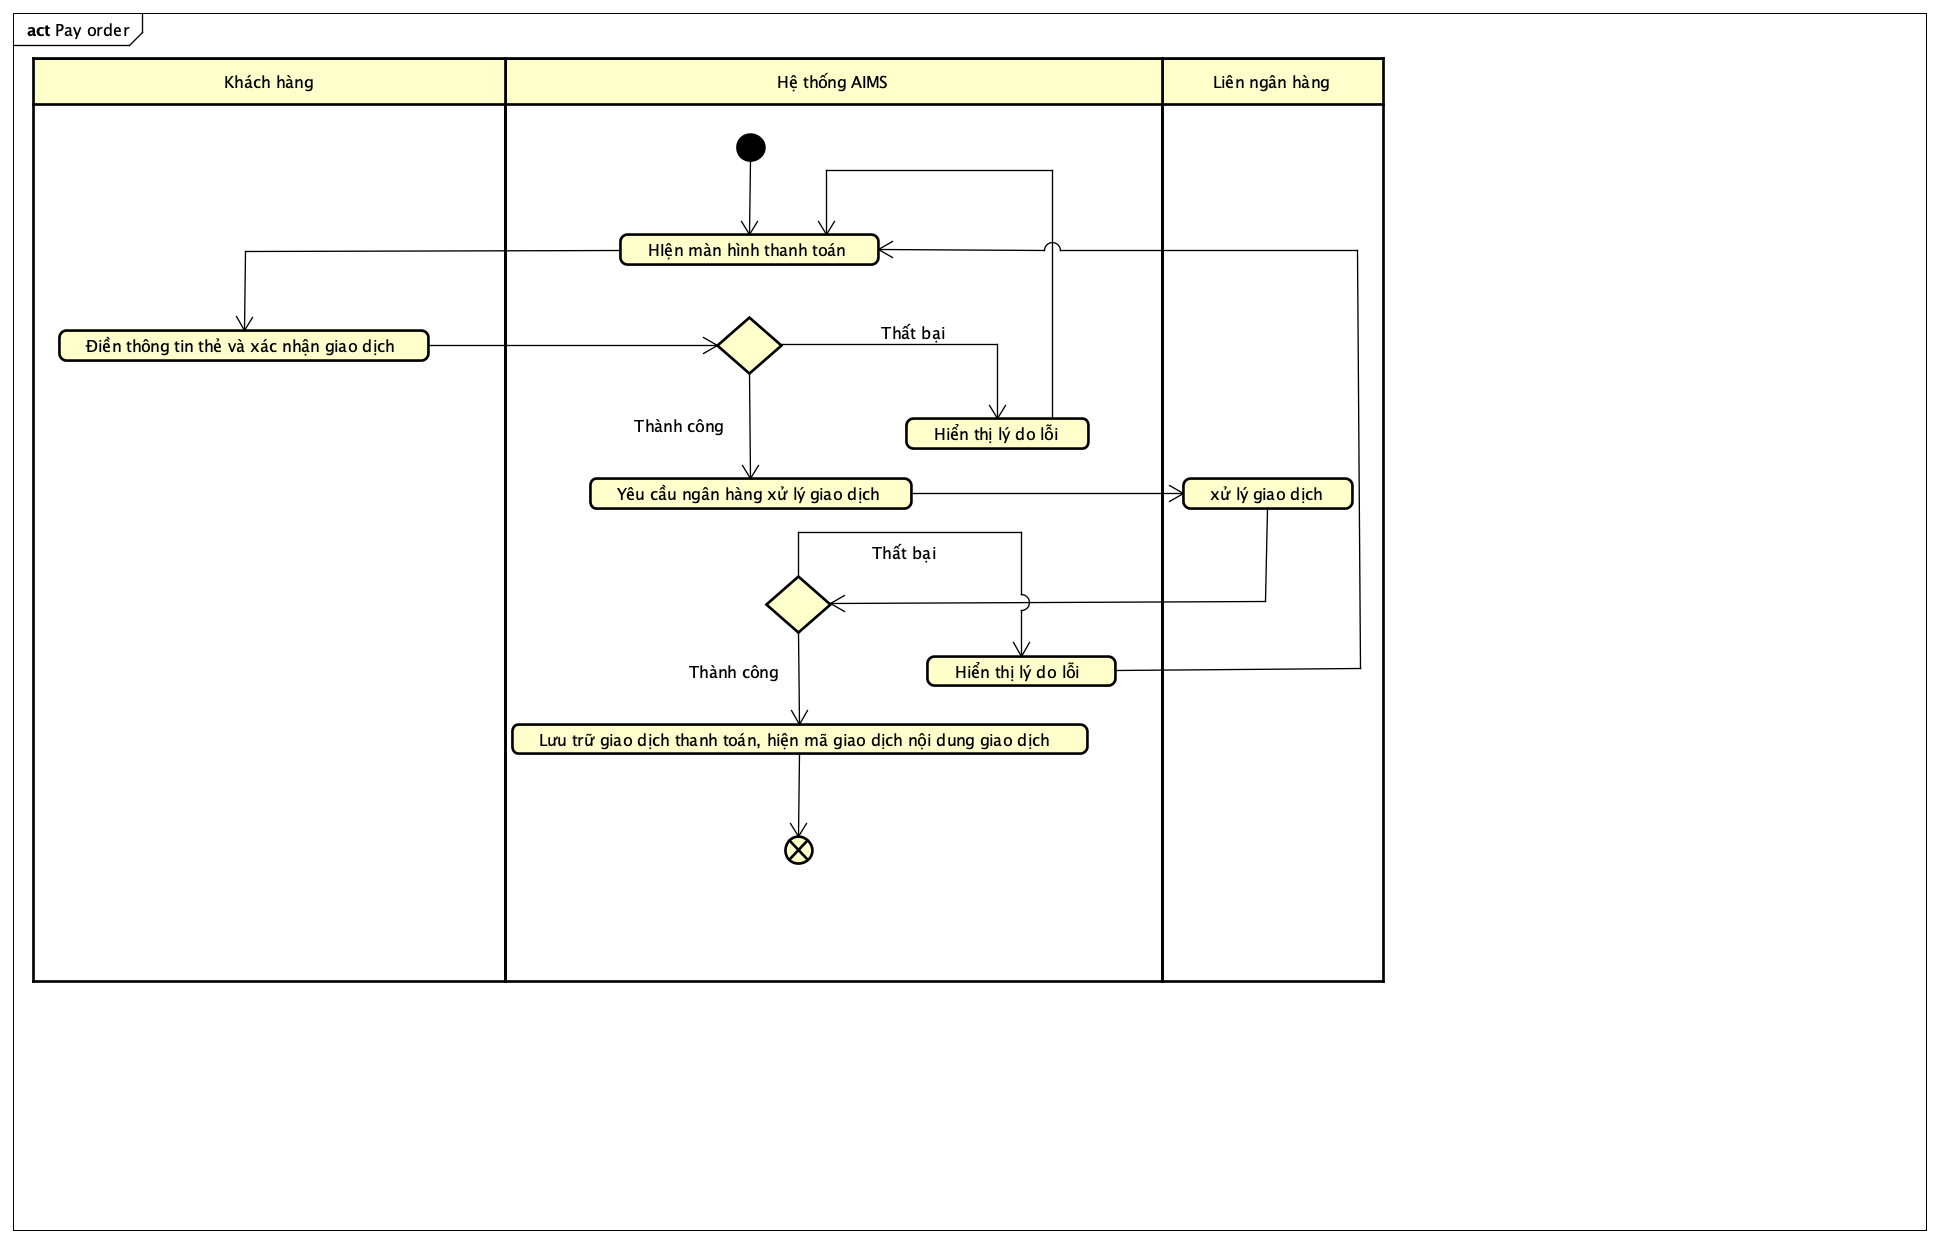 act Pay order
Khách hàng
Hệ thống AIMS
Liên ngân hàng
HIện màn hình thanh toán
Điền thông tin thẻ và xác nhận giao dịch
Thất bại
Thành công
Hiển thị lý do lỗi
Yêu cầu ngân hàng xử lý giao dịch
xử lý giao dịch
Thất bại
Thành công
Hiển thị lý do lỗi
Lưu trữ giao dịch thanh toán, hiện mã giao dịch nội dung giao dịch